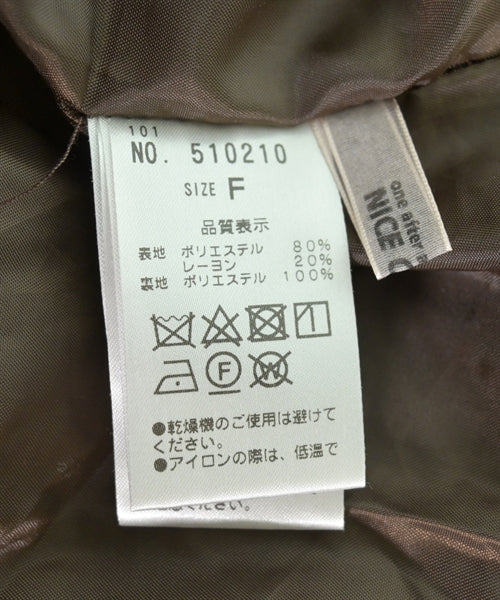 101
NO. 510210
SIZE F
品質表示
表地 ポリエステル 80%
レーヨン 20%
裏地 ポリエステル 100%
F
W
●乾燥機のご使用は避けて
ください。
●アイロンの際は、低温で
one after
NICE